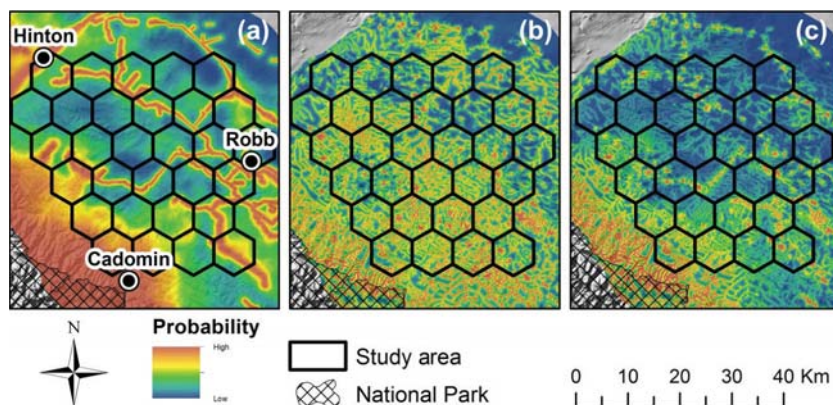 (a)
(b)
(c)
Hinton
Robb
Cadomin
N
Probability
High
Low
Study area
National Park
0 10 20 30 40 Km